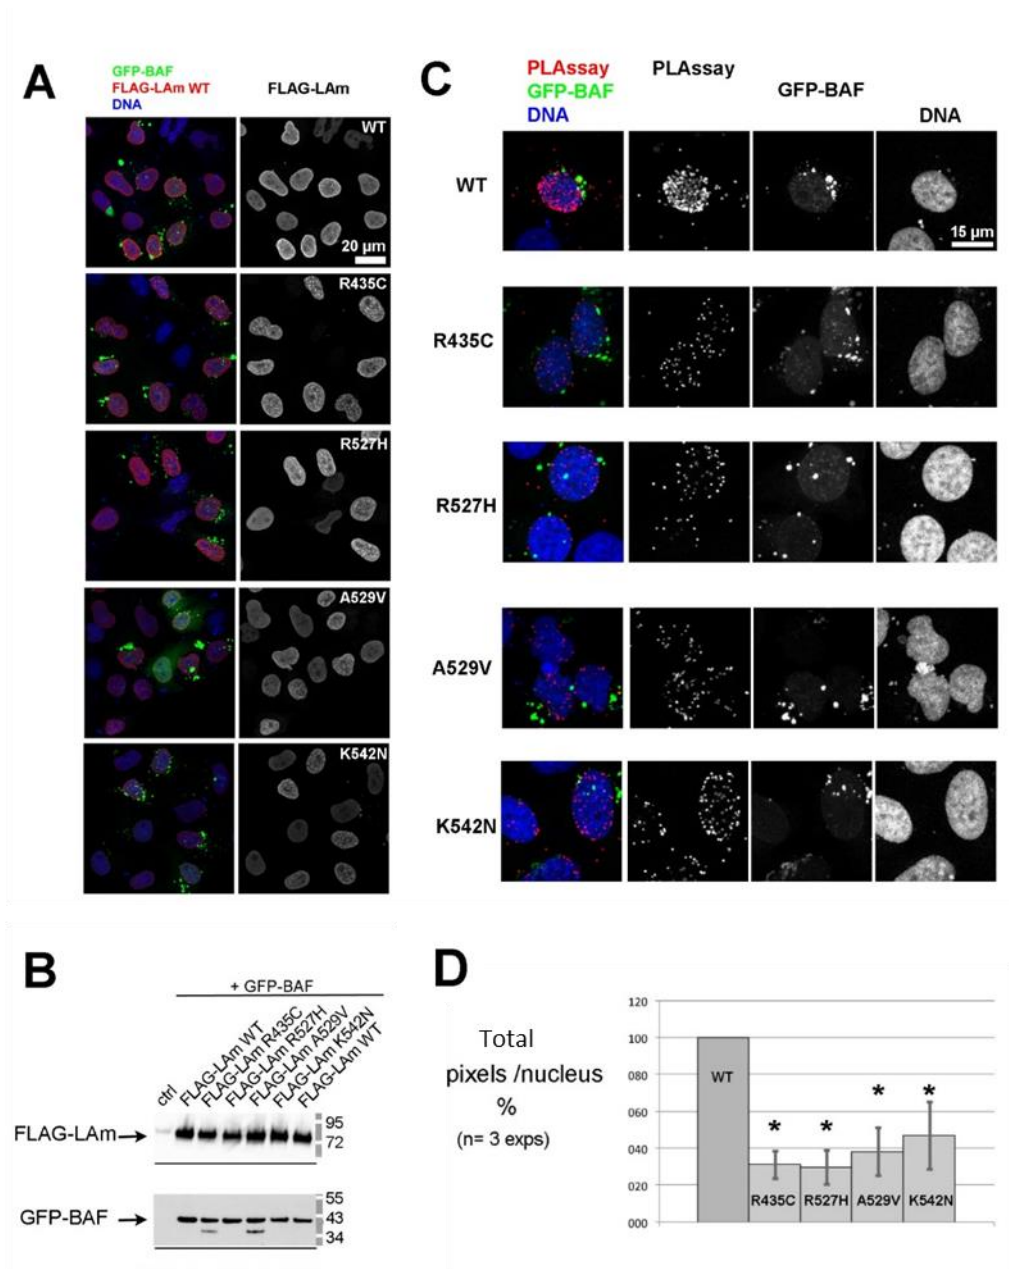 A
GFP-BAF
FLAG-LAm WT
DNA
FLAG-LAm
WT
20 µm
R435C
R527H
A529V
K542N
C
PLAssay
GFP-BAF
DNA
PLAssay
GFP-BAF
DNA
WT
15 µm
R435C
R527H
A529V
K542N
B
+ GFP-BAF
ctrl
FLAG-LAm WT
FLAG-LAm R435C
FLAG-LAm R527H
FLAG-LAm A529V
FLAG-LAm K542N
FLAG-LAm WT
FLAG-LAm
95
72
GFP-BAF
55
43
34
D
Total
pixels /nucleus
%
(n= 3 exps)
120
100
080
060
040
020
000
WT
* * * *
R435C R527H A529V K542N